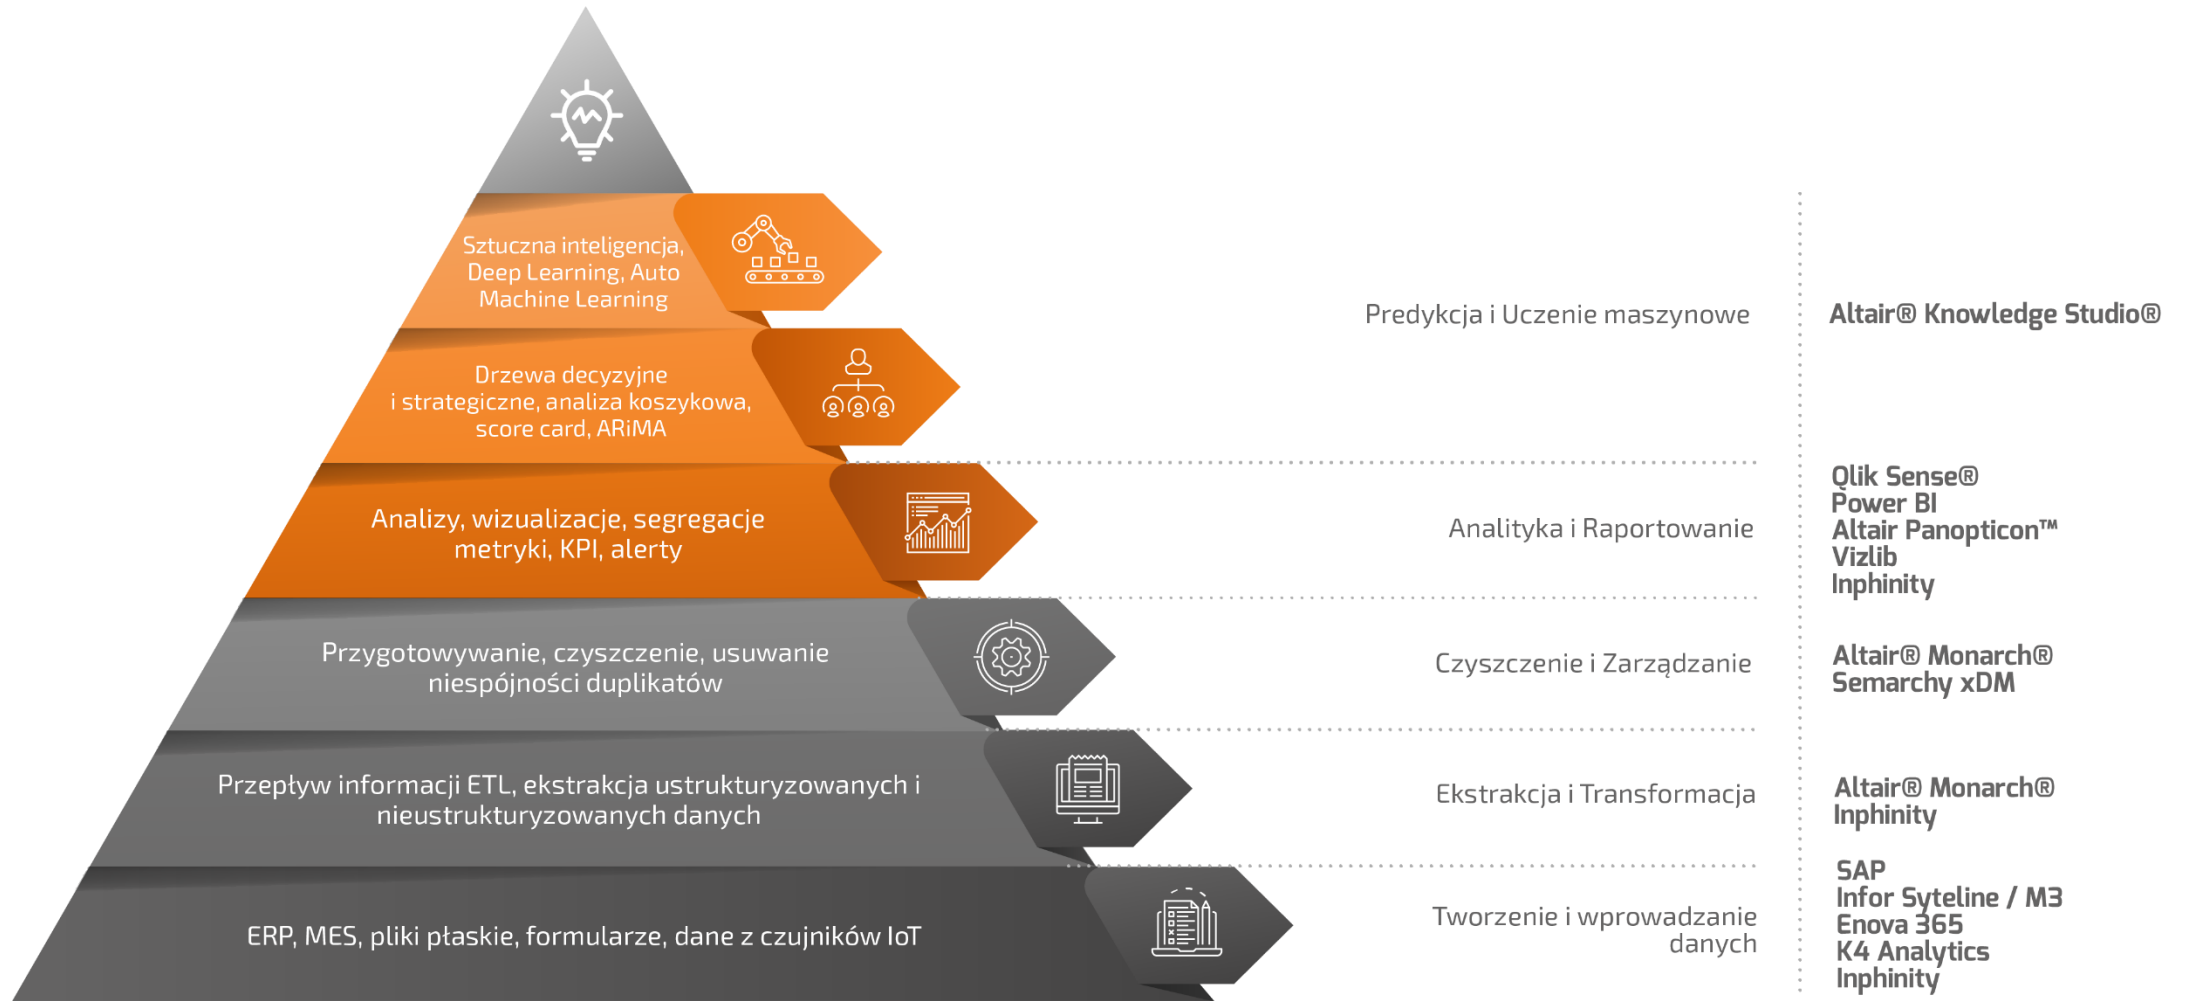 Sztuczna inteligencja,
Deep Learning, Auto
Machine Learning
Predykcja i Uczenie maszynowe
Altair® Knowledge Studio®
Drzewa decyzyjne
i strategiczne, analiza koszykowa,
score card, ARiMA
Analizy, wizualizacje, segregacje
metryki, KPI, alerty
Analityka i Raportowanie
Qlik Sense®
Power BI
Altair Panopticon™
Vizlib
Inphinity
Przygotowywanie, czyszczenie, usuwanie
niespójności duplikatów
Czyszczenie i Zarządzanie
Altair® Monarch®
Semarchy xDM
Przepływ informacji ETL, ekstrakcja ustrukturyzowanych i
nieustrukturyzowanych danych
Ekstrakcja i Transformacja
Altair® Monarch®
Inphinity
ERP, MES, pliki płaskie, formularze, dane z czujników IoT
Tworzenie i wprowadzanie
danych
SAP
Infor Syteline / M3
Enova 365
K4 Analytics
Inphinity